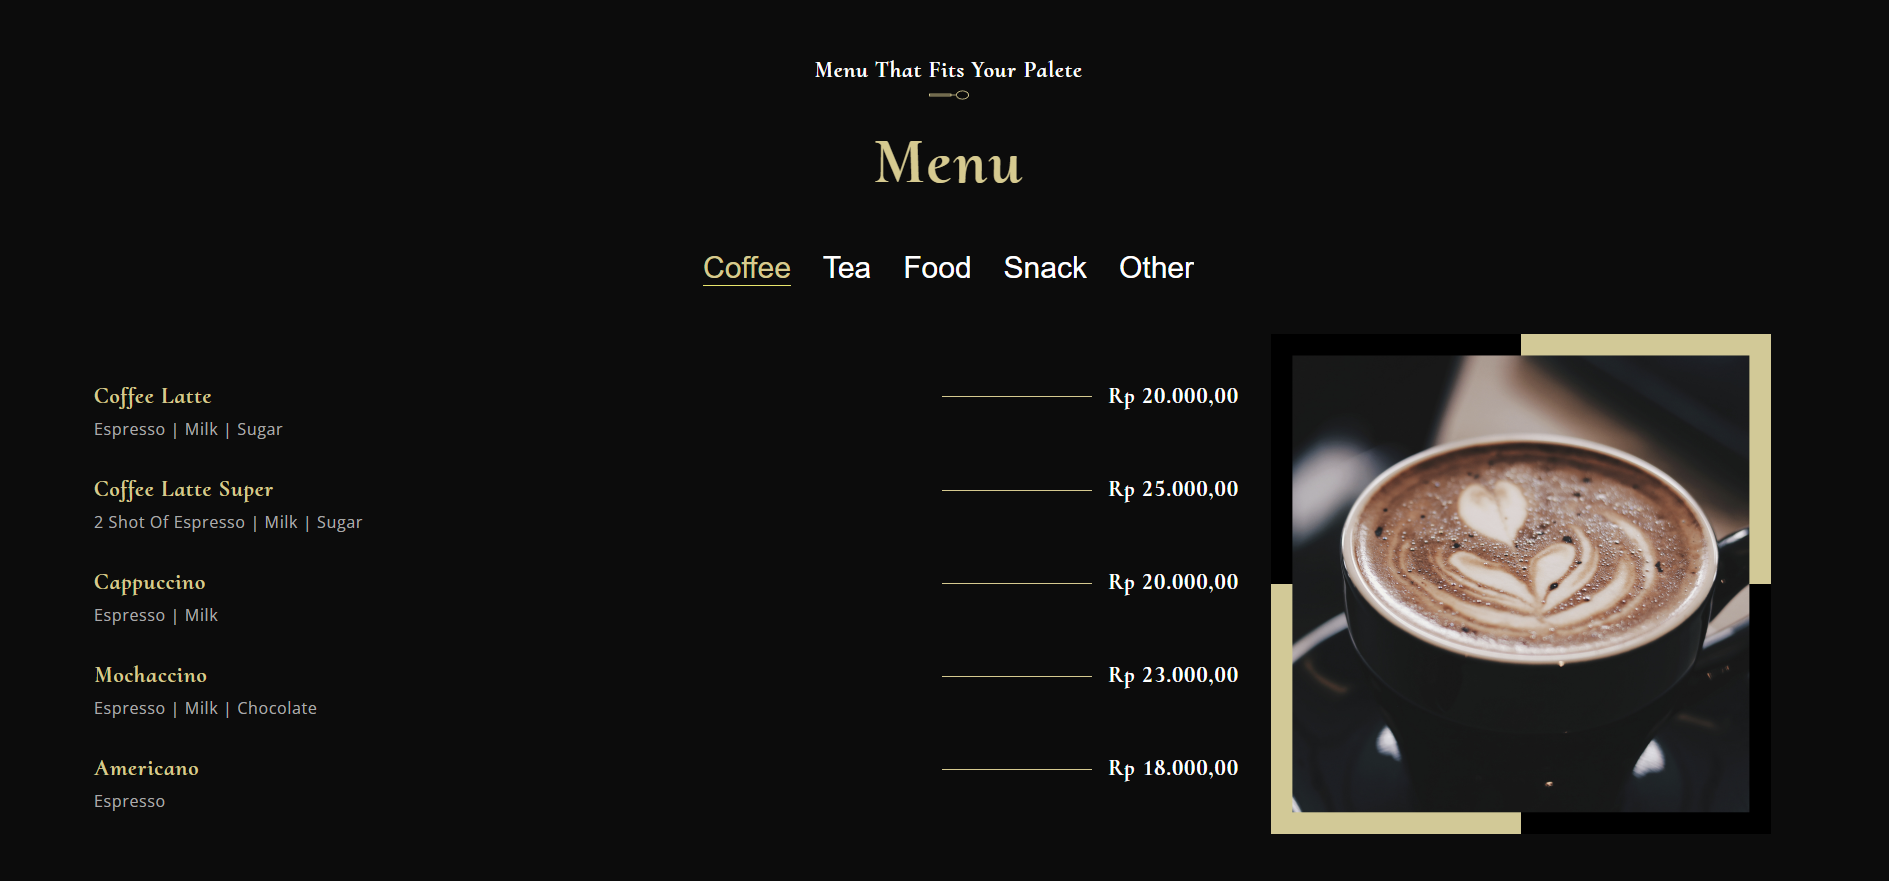 Menu That Fits Your Palete
Menu
Coffee Tea Food Snack Other
Coffee Latte Rp 20.000,00
Espresso | Milk | Sugar
Coffee Latte Super Rp 25.000,00
2 Shot Of Espresso | Milk | Sugar
Cappuccino Rp 20.000,00
Espresso | Milk
Mochaccino Rp 23.000,00
Espresso | Milk | Chocolate
Americano Rp 18.000,00
Espresso